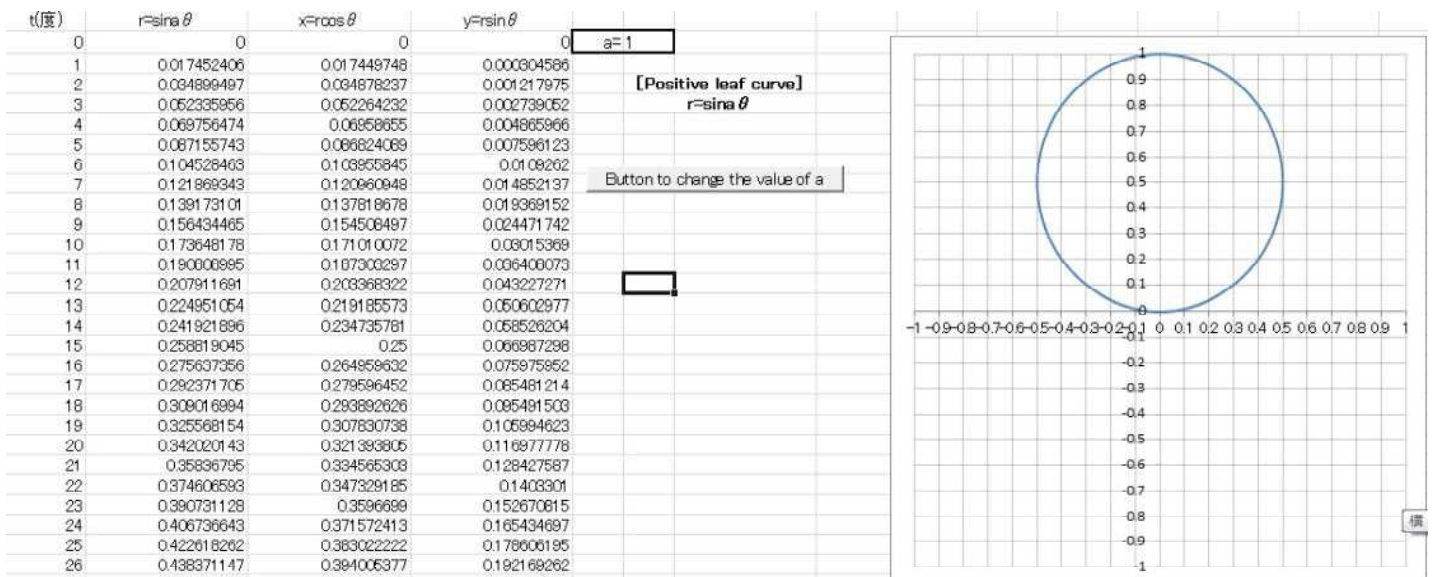 t(度) r=sina θ x=rcos θ y=rsin θ
0 0 0 0 a= 1
1 0.017452406 0.017449748 0.000304586
2 0.034899497 0.034878237 0.001217975 [Positive leaf curve]
3 0.052335956 0.052264232 0.002739052 r=sina θ
4 0.069756474 0.06958655 0.004865966
5 0.087155743 0.086824089 0.007596123
6 0.104528463 0.103955845 0.0109262
7 0.121869343 0.120960948 0.014852137 Button to change the value of a
8 0.139173101 0.137818678 0.019369152
9 0.156434465 0.154508497 0.024471742
10 0.173648178 0.171010072 0.03015369
11 0.190808995 0.187303297 0.036408073
12 0.207911691 0.203368322 0.043227271
13 0.224951054 0.219185573 0.050602977
14 0.241921896 0.234735781 0.058526204
15 0.258819045 0.25 0.066987298
16 0.275637356 0.264959632 0.075975952
17 0.292371705 0.279596452 0.085481214
18 0.309016994 0.293892626 0.095491503
19 0.325568154 0.307830738 0.105994623
20 0.342020143 0.321393805 0.116977778
21 0.35836795 0.334565303 0.128427587
22 0.374606593 0.347329185 0.1403301
23 0.390731128 0.3596699 0.152670815
24 0.406736643 0.371572413 0.165434697
25 0.422618262 0.383022222 0.178606195
26 0.438371147 0.394005377 0.192169262
1
0.9
0.8
0.7
0.6
0.5
0.4
0.3
0.2
0.1
0
-1 -0.9-0.8-0.7-0.6-0.5-0.4-0.3-0.2-0.1 0 0.1 0.2 0.3 0.4 0.5 0.6 0.7 0.8 0.9 1
-0.1
-0.2
-0.3
-0.4
-0.5
-0.6
-0.7
-0.8
-0.9
-1
横